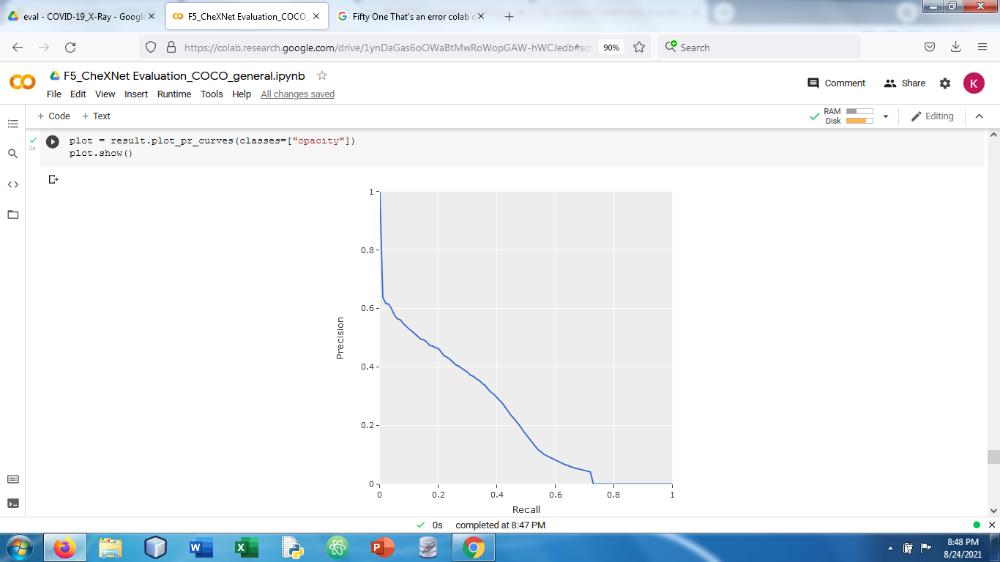 eval - COVID-19_X-Ray - Google
F5_CheXNet Evaluation_COCO_
Fifty One That's an error colab d
https://colab.research.google.com/drive/1ynDaGas6oOWaBtMwRoWopGAW-hWCJedb#scr
90%
Search
F5_CheXNet Evaluation_COCO_general.ipynb
Comment
Share
K
File Edit View Insert Runtime Tools Help All changes saved
+ Code + Text
RAM
Disk
Editing
0s
plot = result.plot_pr_curves(classes=["opacity"])
plot.show()
1
0.8
0.6
0.4
0.2
0
Precision
0 0.2 0.4 0.6 0.8 1
Recall
0s completed at 8:47 PM
8:48 PM
8/24/2021